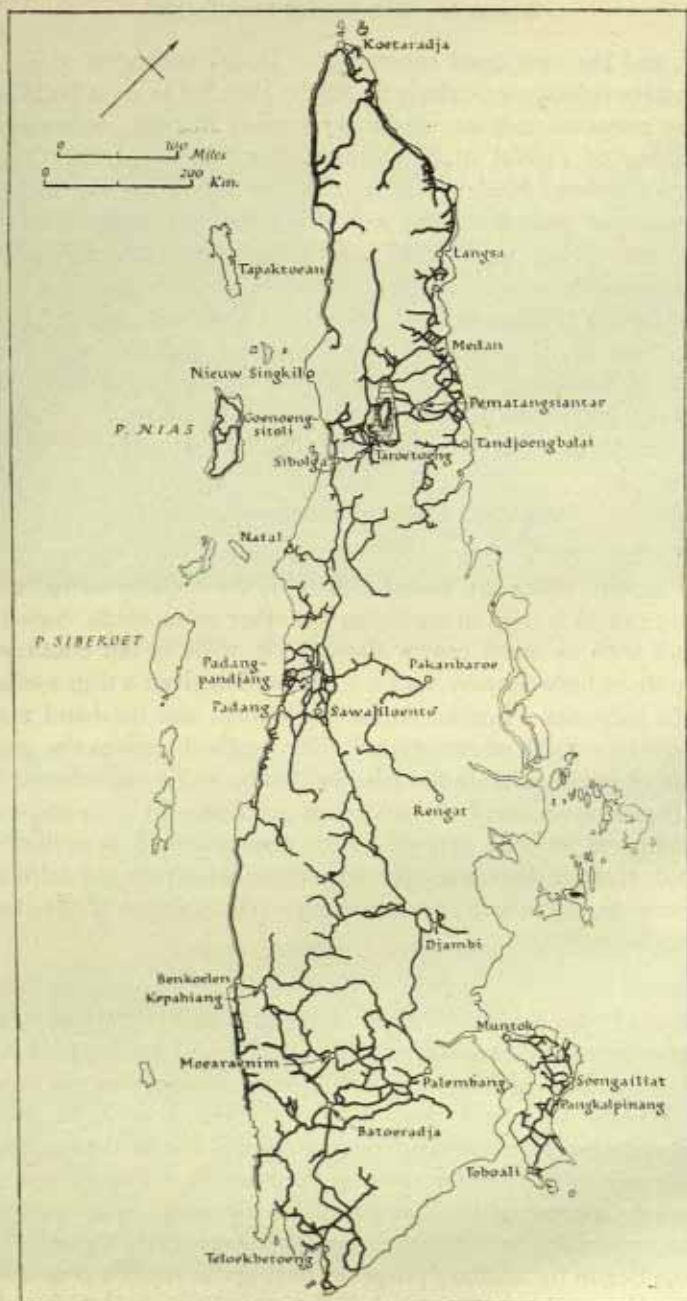 Koetaradja
0 100 Miles
0 200 Km.
Langsa
Tapaktoean
Medan
Nieuw Singkil
Pematangsiantar
P. NIAS
Goenoeng-
sitoli
Tandjoengbalai
Taroetoeng
Sibolga
Natal
P. SIBEROET
Padang-
pandjang
Pakanbaroe
Padang
Sawahloento
Rengat
Djambi
Benkoelen
Kepahiang
Muntok
Moearaenim
Palembang
Soengailiat
Pangkalpinang
Batoeradja
Toboali
Teloekbetoeng